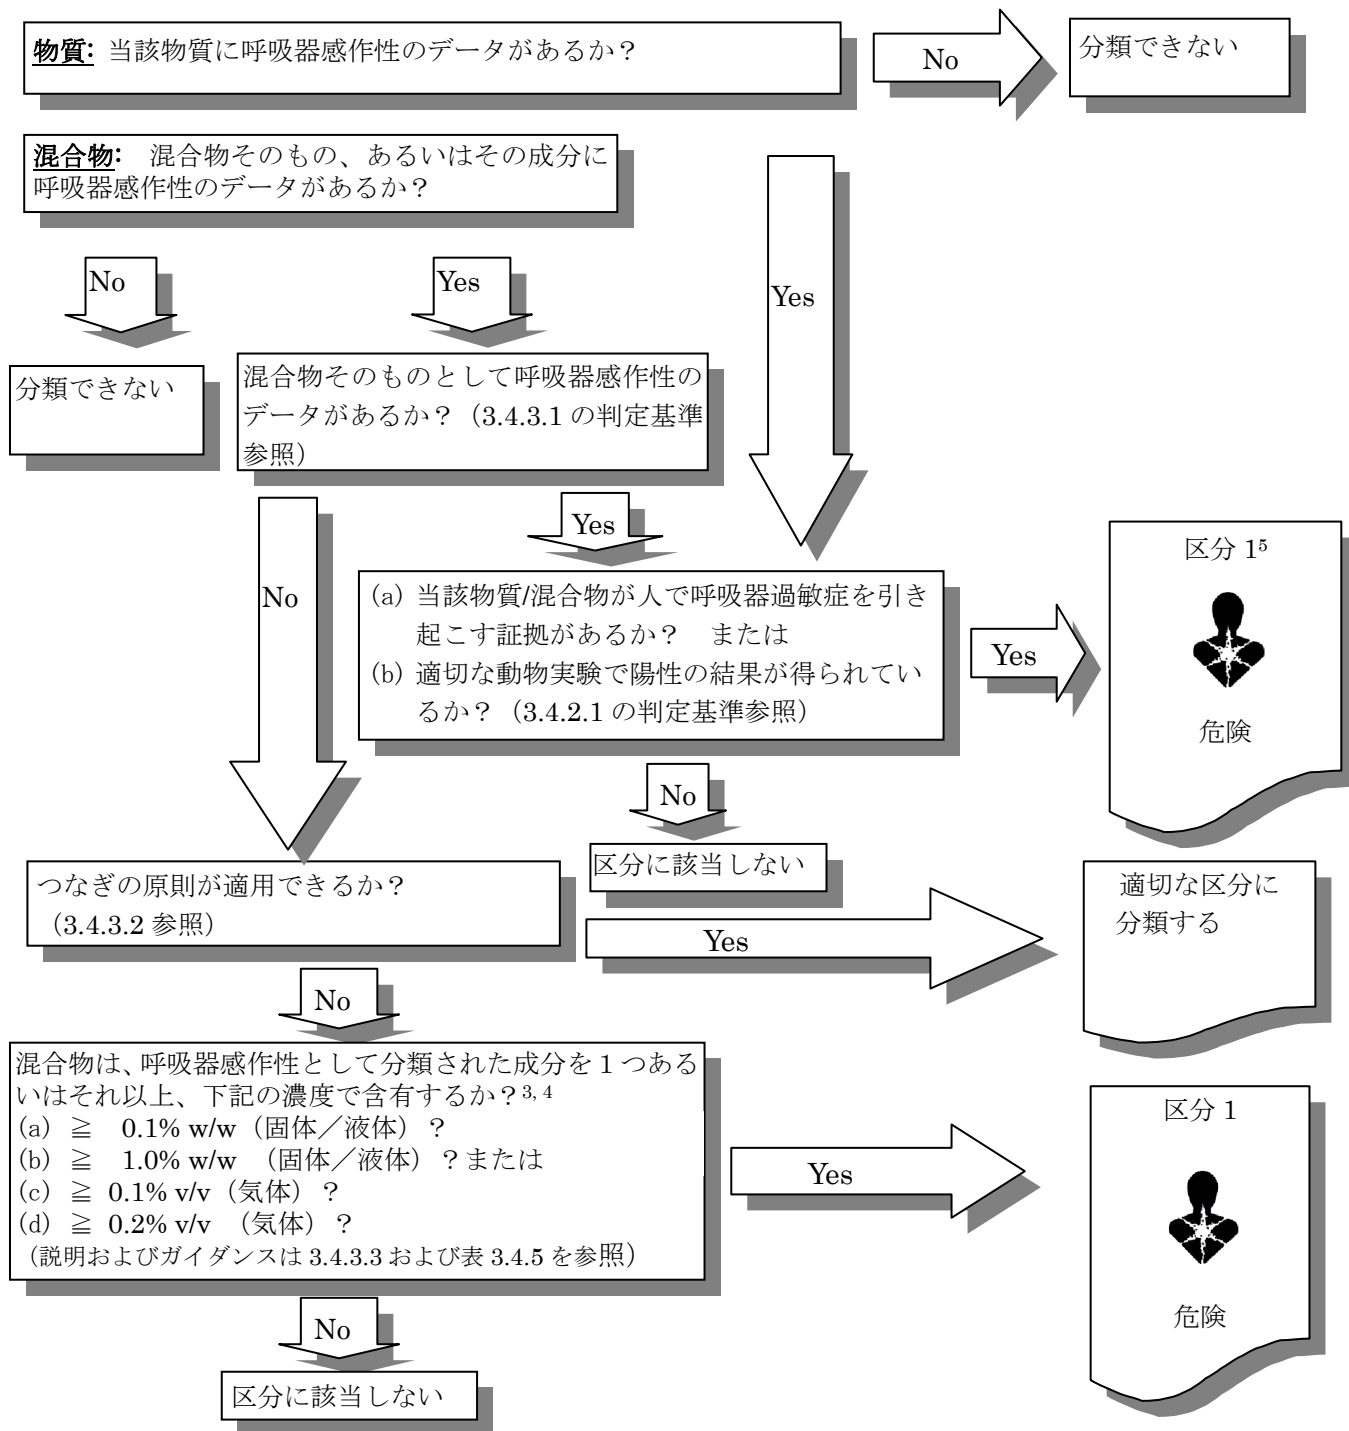 物質: 当該物質に呼吸器感作性のデータがあるか？
No
分類できない
混合物: 混合物そのもの、あるいはその成分に
呼吸器感作性のデータがあるか？
No
Yes
Yes
分類できない
混合物そのものとして呼吸器感作性の
データがあるか？（3.4.3.1 の判定基準
参照）
No
Yes
(a) 当該物質/混合物が人で呼吸器過敏症を引き
起こす証拠があるか？ または
(b) 適切な動物実験で陽性の結果が得られてい
るか？（3.4.2.1 の判定基準参照）
Yes
区分 1⁵
危険
No
区分に該当しない
つなぎの原則が適用できるか？
（3.4.3.2 参照）
Yes
適切な区分に
分類する
No
混合物は、呼吸器感作性として分類された成分を 1 つある
いはそれ以上、下記の濃度で含有するか？³, ⁴
(a) ≧ 0.1% w/w（固体／液体）？
(b) ≧ 1.0% w/w （固体／液体）？または
(c) ≧ 0.1% v/v（気体）？
(d) ≧ 0.2% v/v （気体）？
（説明およびガイダンスは 3.4.3.3 および表 3.4.5 を参照）
Yes
区分 1
危険
No
区分に該当しない